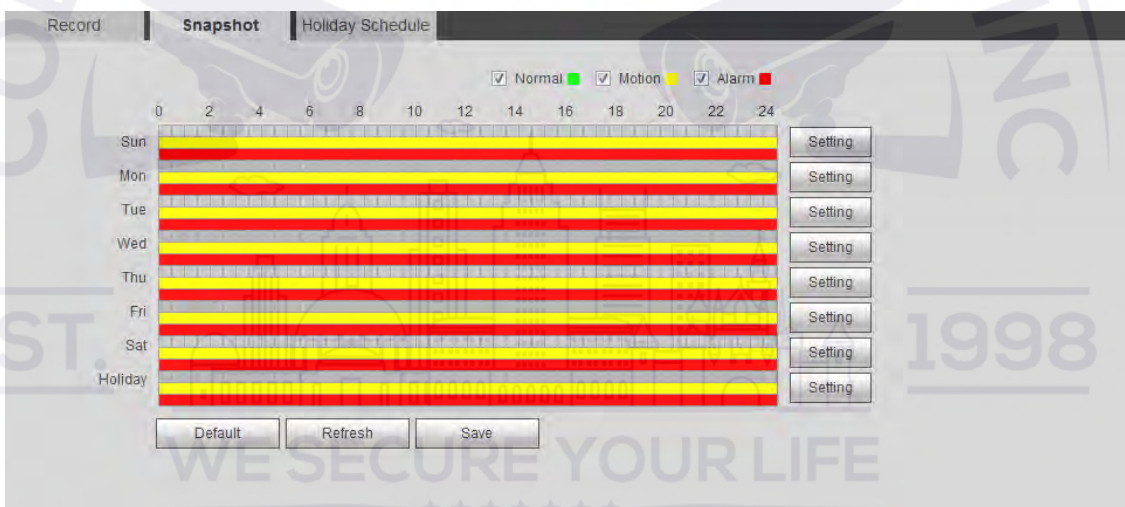 Record Snapshot Holiday Schedule
Normal Motion Alarm
0 2 4 6 8 10 12 14 16 18 20 22 24
Sun Setting
Mon Setting
Tue Setting
Wed Setting
Thu Setting
Fri Setting
Sat Setting
Holiday Setting
Default Refresh Save
INC
ST. 1998
WE SECURE YOUR LIFE